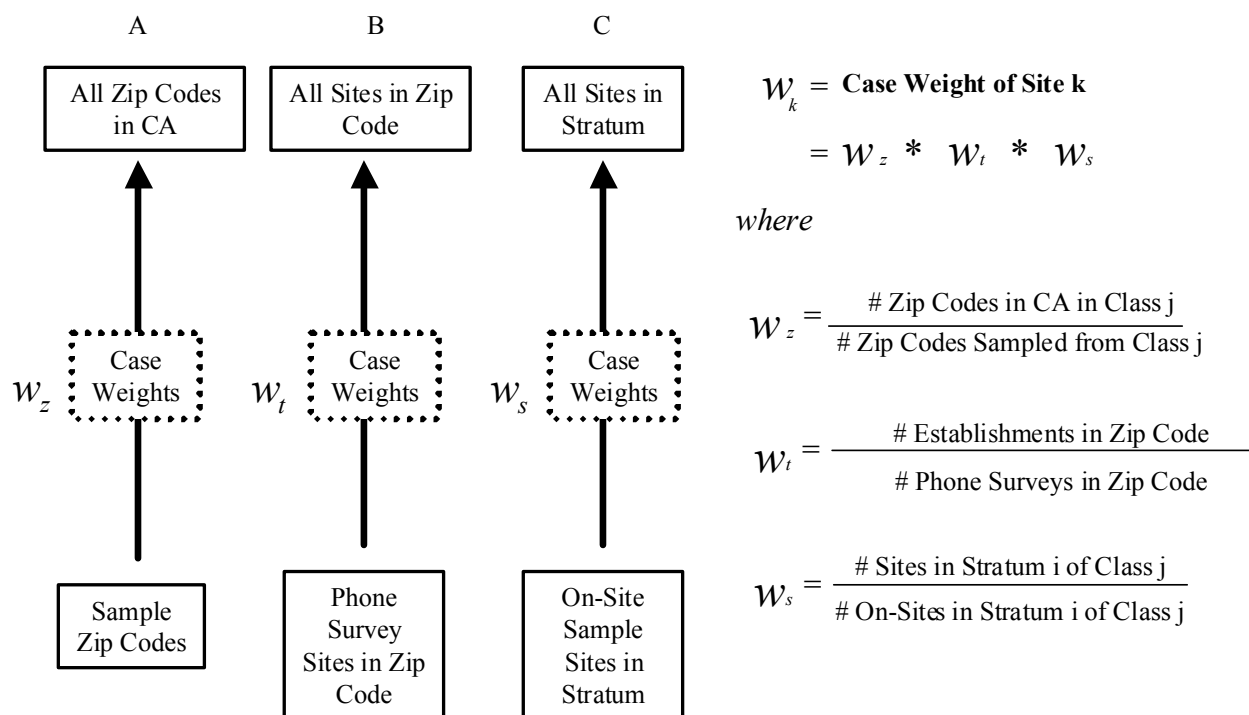 A
B
C
All Zip Codes
in CA
All Sites in Zip
Code
All Sites in
Stratum
Case
Weights
w_z
Case
Weights
w_t
Case
Weights
w_s
Sample
Zip Codes
Phone
Survey
Sites in Zip
Code
On-Site
Sample
Sites in
Stratum
w_k = Case Weight of Site k
= w_z * w_t * w_s
where
w_z = # Zip Codes in CA in Class j
# Zip Codes Sampled from Class j
w_t = # Establishments in Zip Code
# Phone Surveys in Zip Code
w_s = # Sites in Stratum i of Class j
# On-Sites in Stratum i of Class j